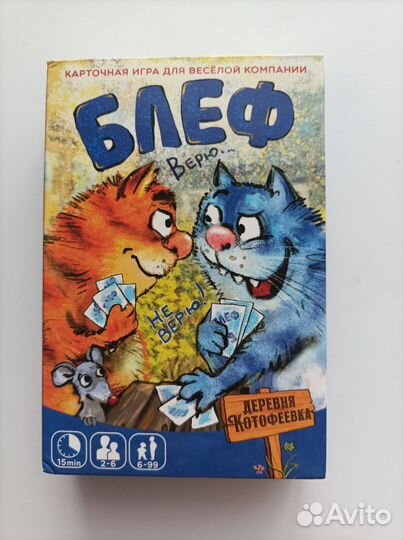 КАРТОЧНАЯ ИГРА ДЛЯ ВЕСЁЛОЙ КОМПАНИИ
БЛЕФ
Верю...
НЕ
ВЕРЮ!
ДЕРЕВНЯ
КОТОФЕЕВКА
15min
2-6
6-99
Avito